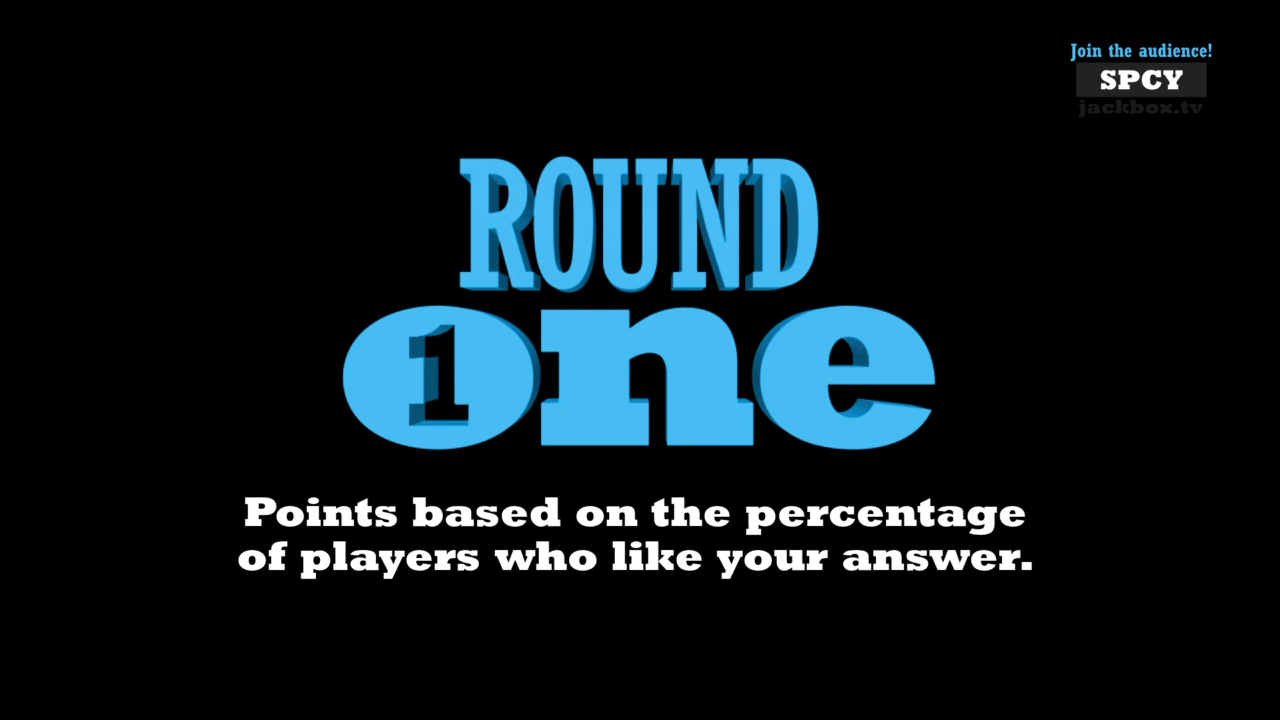 Join the audience!
SPCY
jackbox.tv
ROUND
One
1
Points based on the percentage
of players who like your answer.